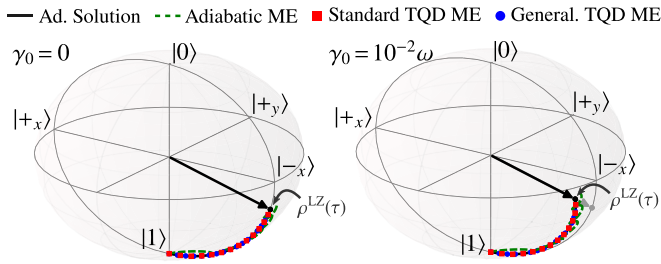 Ad. Solution Adiabatic ME Standard TQD ME General. TQD ME
γ₀ = 0
|0⟩
|+ₓ⟩
|+ᵧ⟩
|−ₓ⟩
ρᴸᶻ(τ)
|1⟩
γ₀ = 10⁻²ω
|0⟩
|+ₓ⟩
|+ᵧ⟩
|−ₓ⟩
ρᴸᶻ(τ)
|1⟩